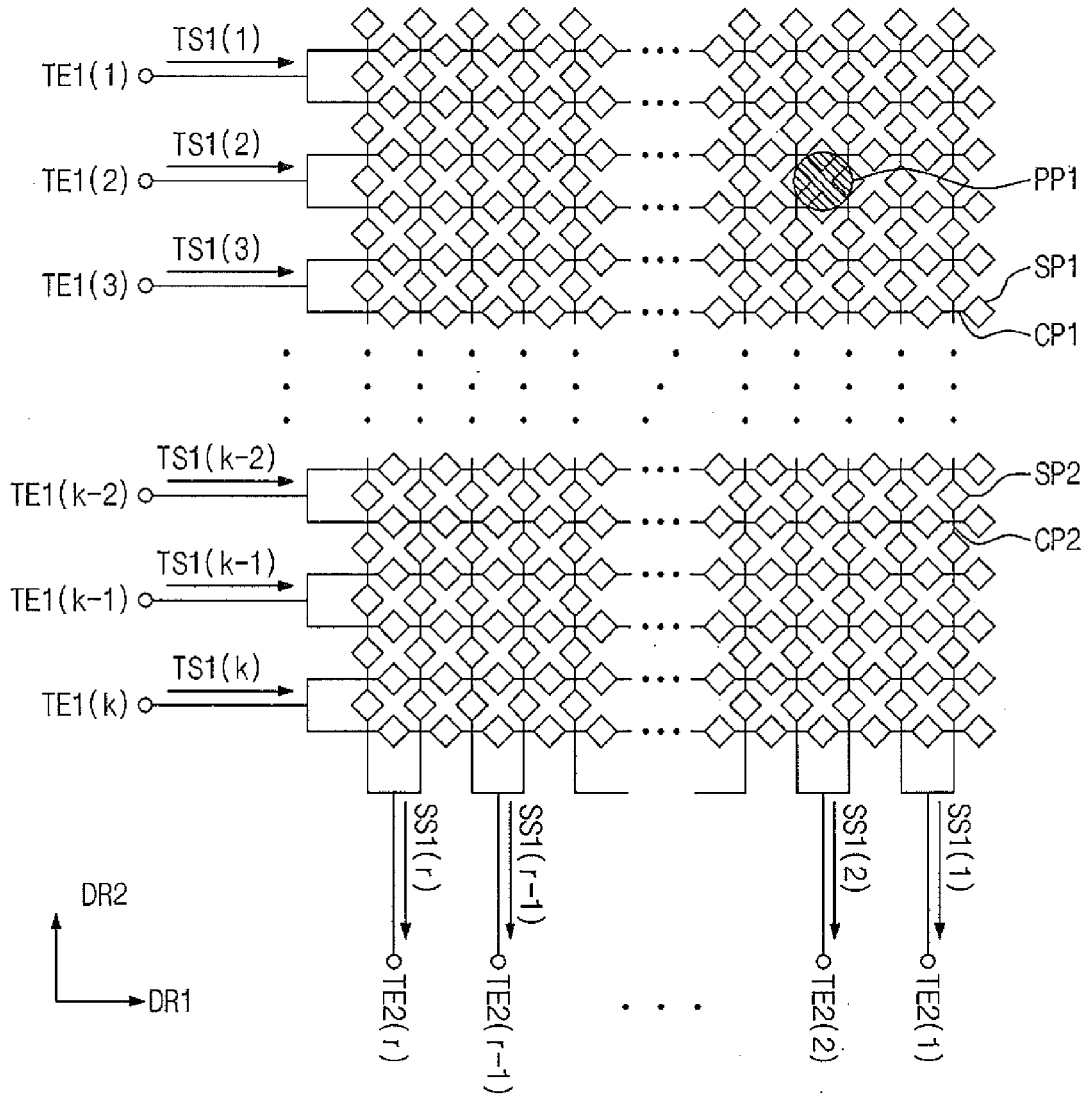 TS1(1)
TE1(1)
TS1(2)
TE1(2)
PP1
TS1(3)
TE1(3)
SP1
CP1
TS1(k-2)
TE1(k-2)
SP2
CP2
TS1(k-1)
TE1(k-1)
TS1(k)
TE1(k)
SS1(r)
SS1(r-1)
SS1(2)
SS1(1)
DR2
DR1
TE2(r)
TE2(r-1)
TE2(2)
TE2(1)